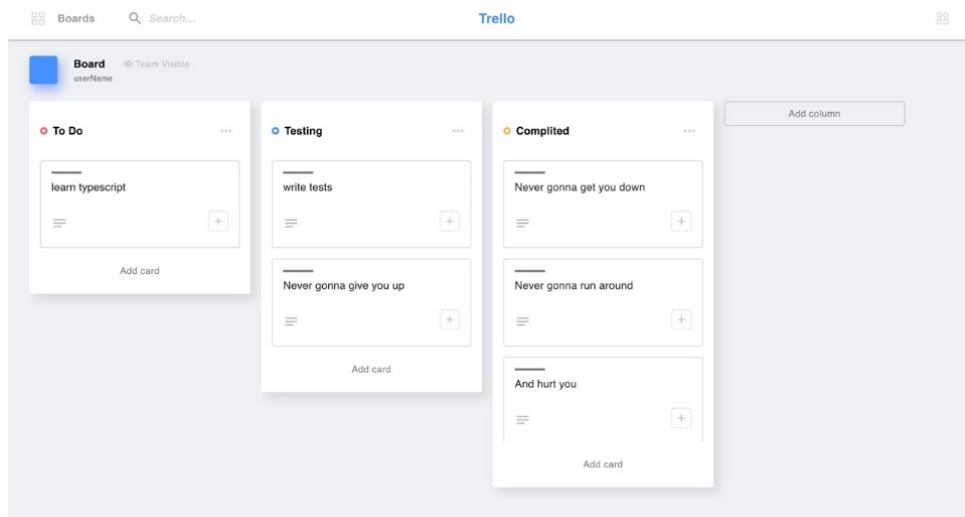 Boards
Search...
Trello
Board
Team Visible
userName
To Do
learn typescript
Add card
Testing
write tests
Never gonna give you up
Add card
Complited
Never gonna get you down
Never gonna run around
And hurt you
Add card
Add column